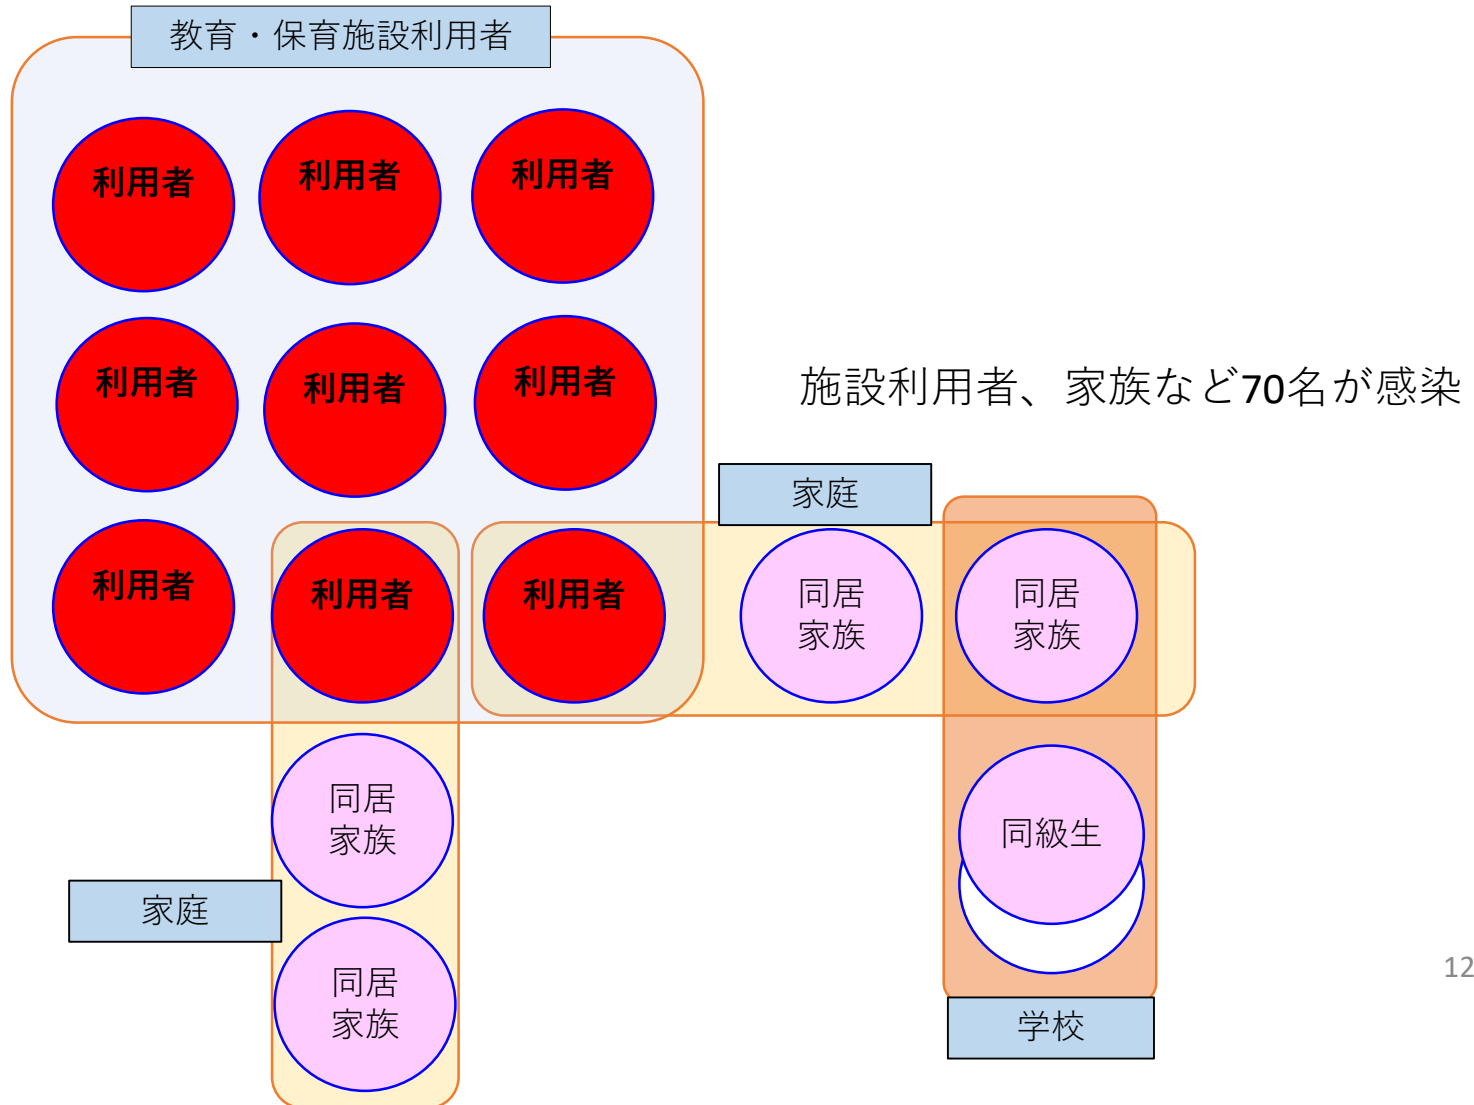 教育・保育施設利用者
利用者
利用者
利用者
利用者
利用者
利用者
施設利用者、家族など70名が感染
家庭
利用者
利用者
利用者
同居
家族
同居
家族
同居
家族
同級生
家庭
同居
家族
学校
12